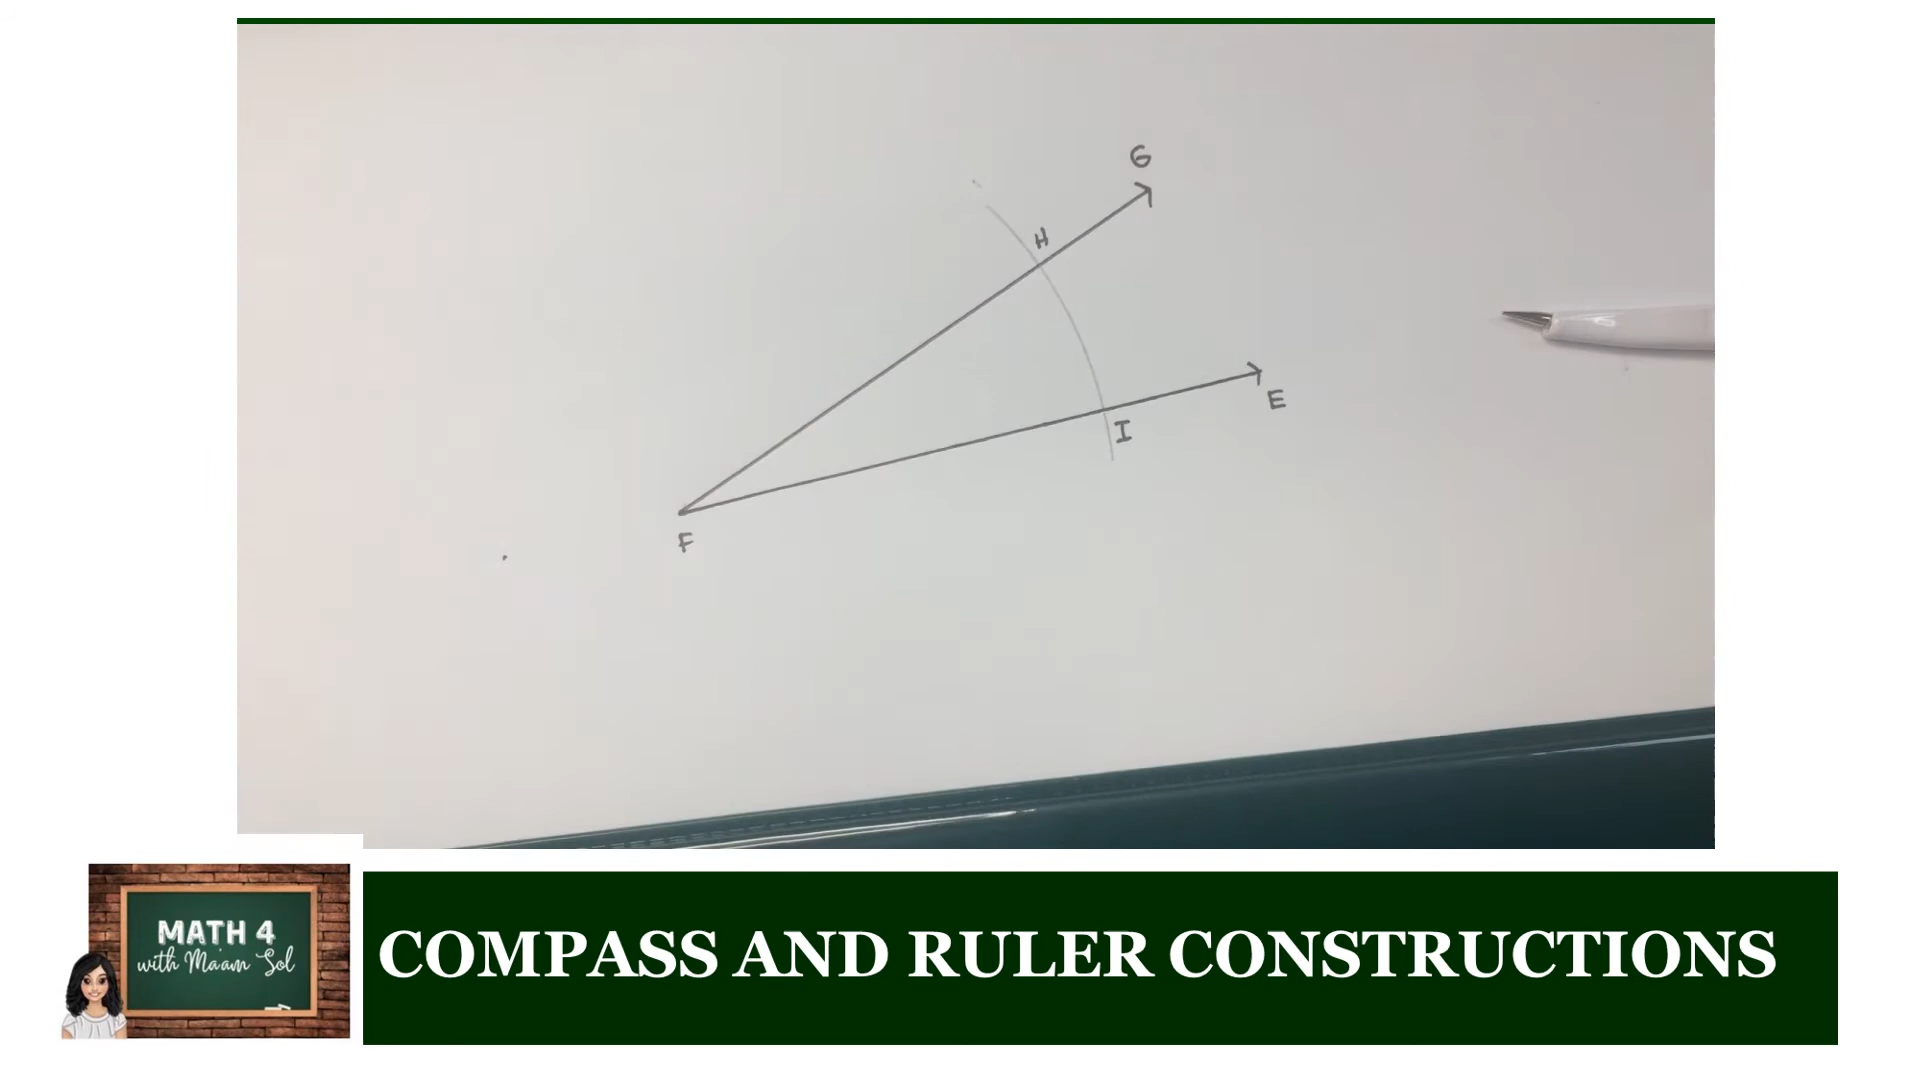 G
H
E
I
F
MATH 4
with Ma'am Sol
COMPASS AND RULER CONSTRUCTIONS